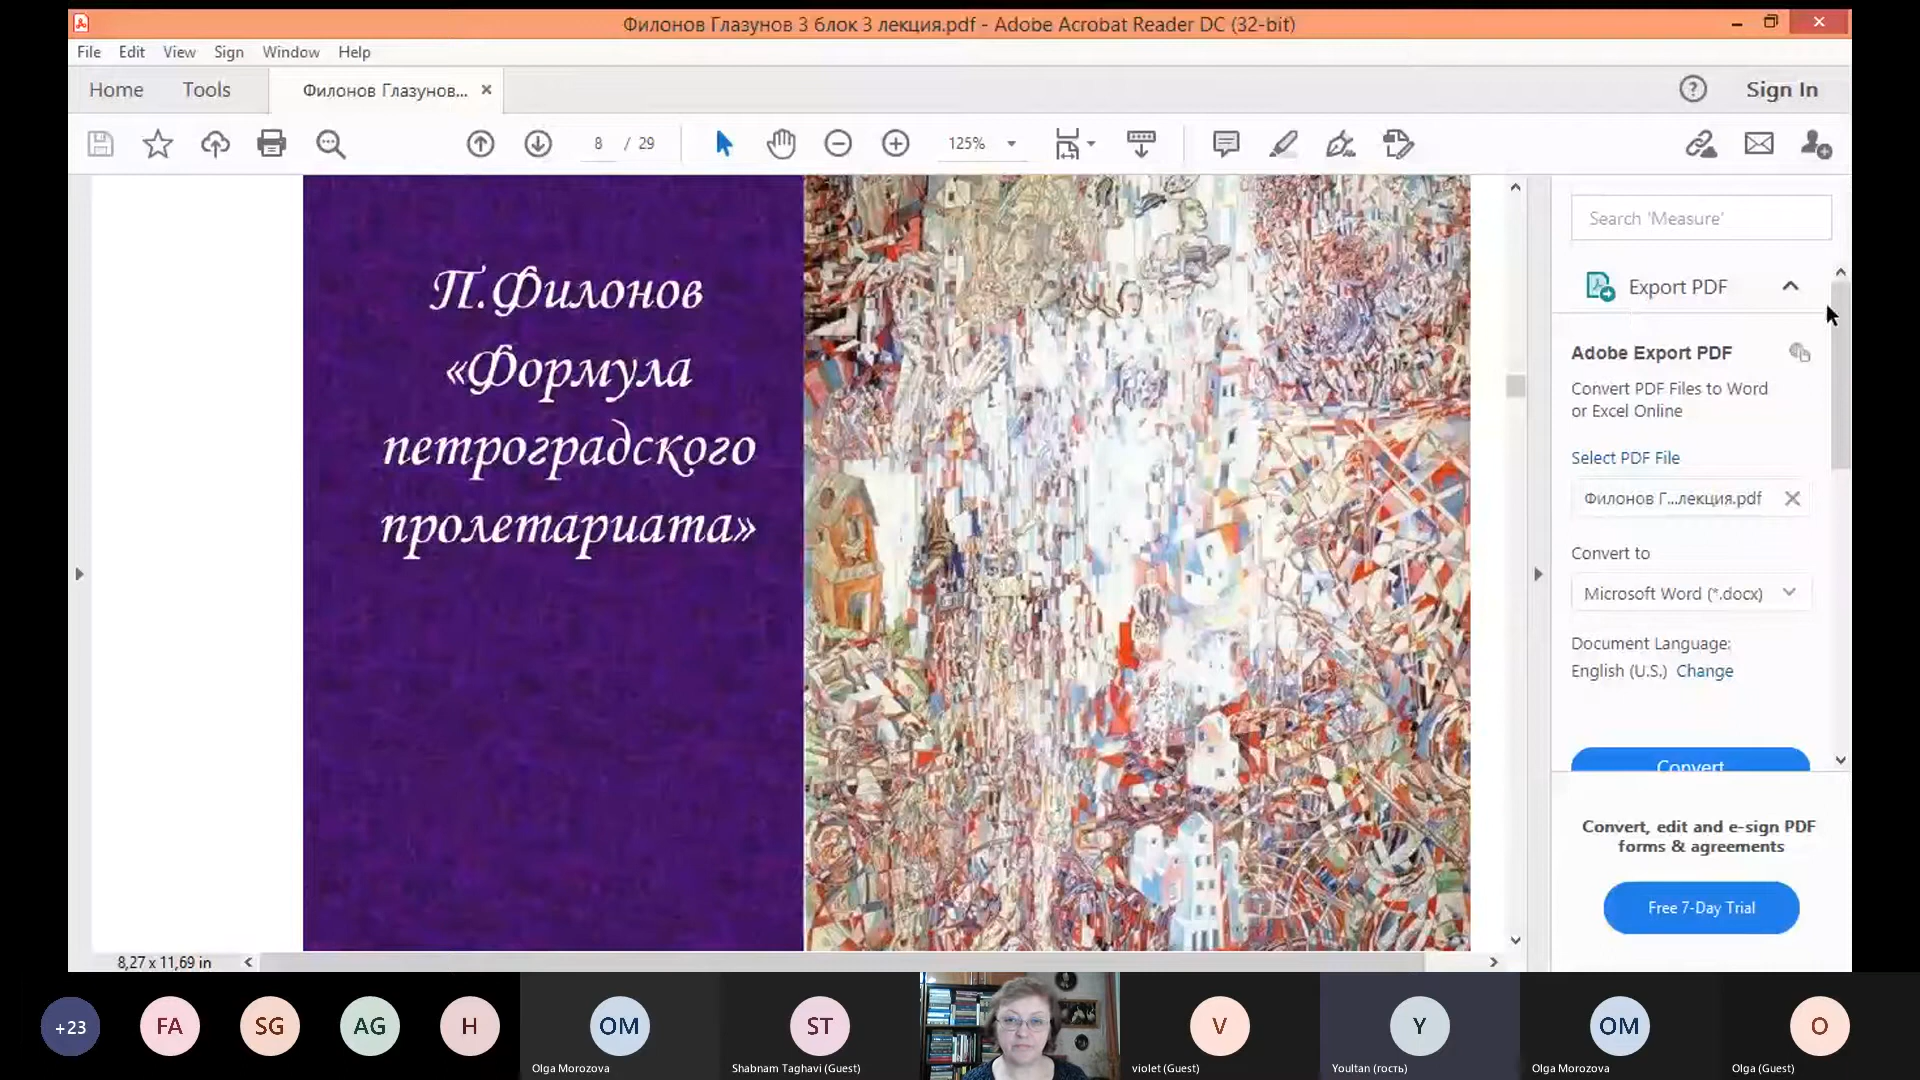 Филонов Глазунов 3 блок 3 лекция.pdf - Adobe Acrobat Reader DC (32-bit)
File Edit View Sign Window Help
Home Tools Филонов Глазунов... Sign In
8 / 29 125%
П.Филонов
«Формула
петроградского
пролетариата»
Search 'Measure'
Export PDF
Adobe Export PDF
Convert PDF Files to Word
or Excel Online
Select PDF File
Филонов Г...лекция.pdf
Convert to
Microsoft Word (*.docx)
Document Language:
English (U.S.) Change
Convert
Convert, edit and e-sign PDF
forms & agreements
Free 7-Day Trial
8,27 x 11,69 in
+23 FA SG AG H OM ST V Y OM O
Olga Morozova Shabnam Taghavi (Guest) violet (Guest) Youltan (гость) Olga Morozova Olga (Guest)